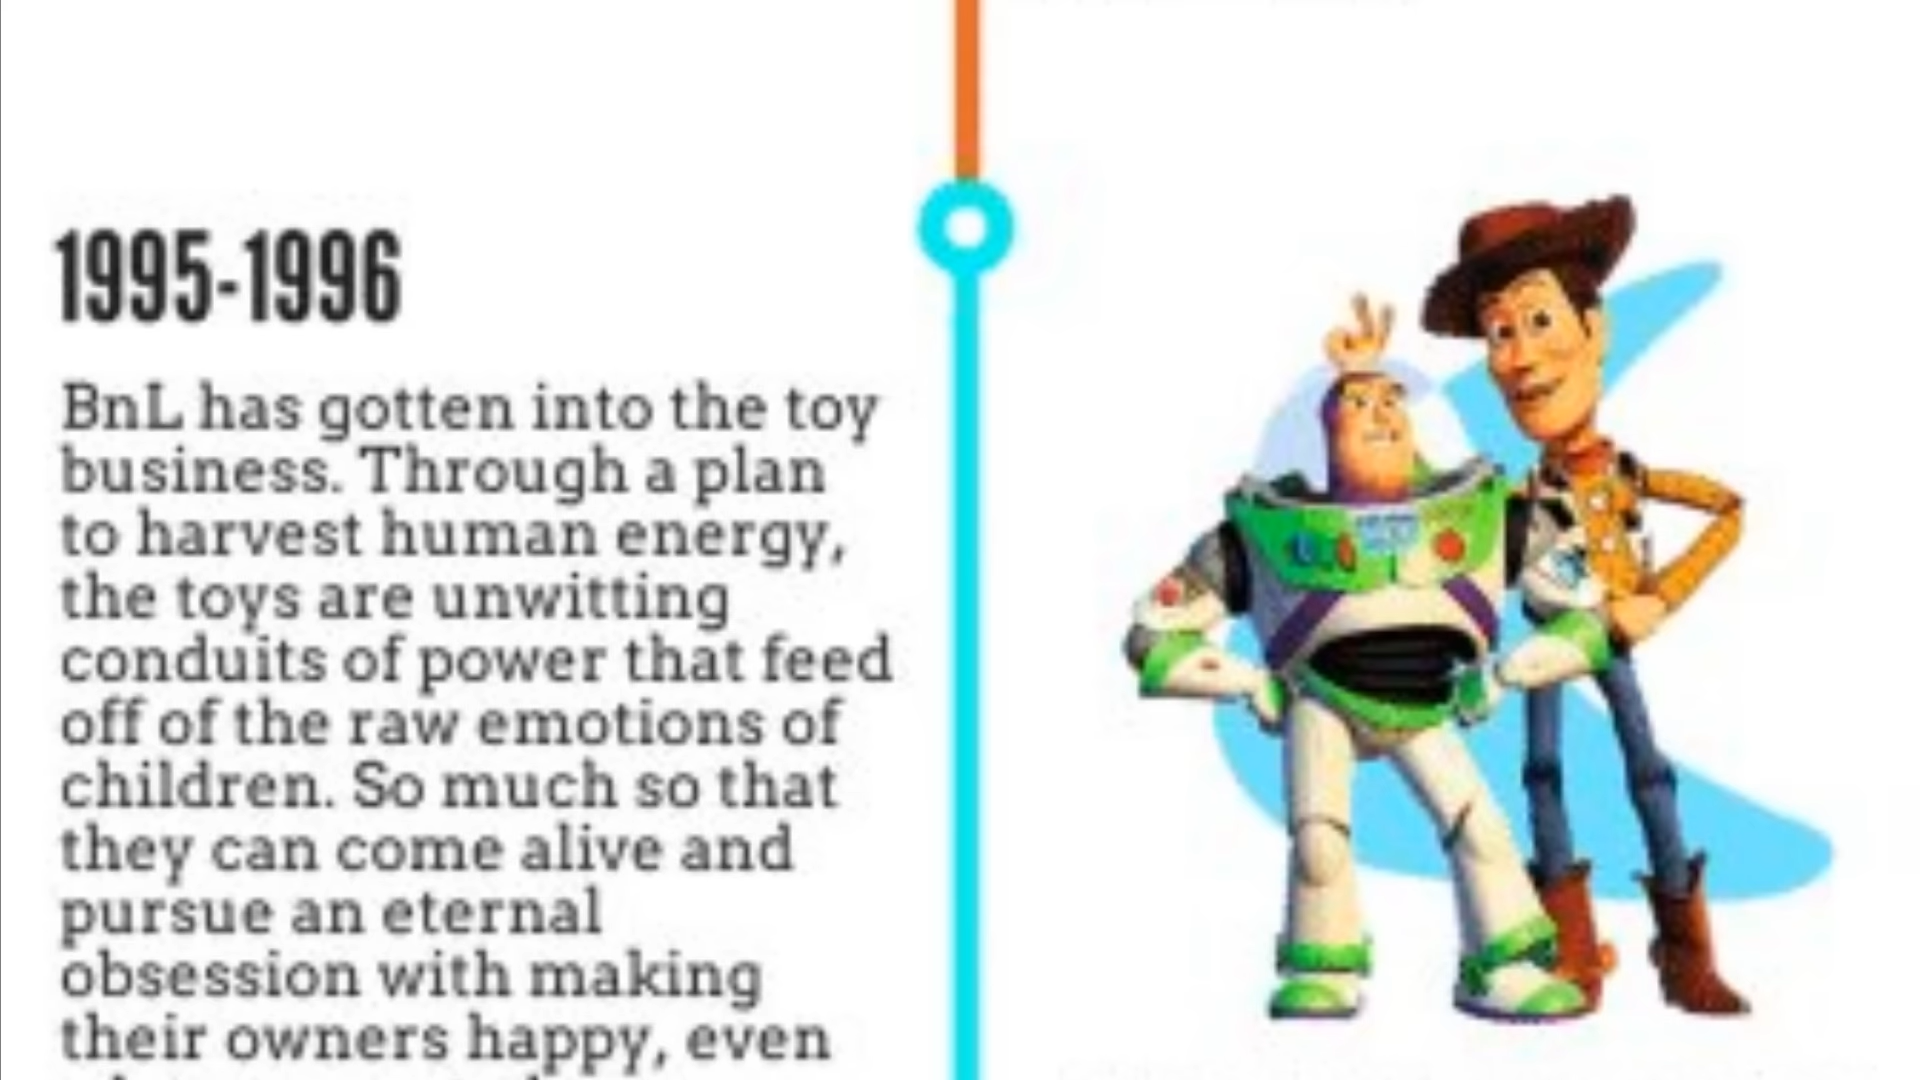 1995-1996
BnL has gotten into the toy
business. Through a plan
to harvest human energy,
the toys are unwitting
conduits of power that feed
off of the raw emotions of
children. So much so that
they can come alive and
pursue an eternal
obsession with making
their owners happy, even